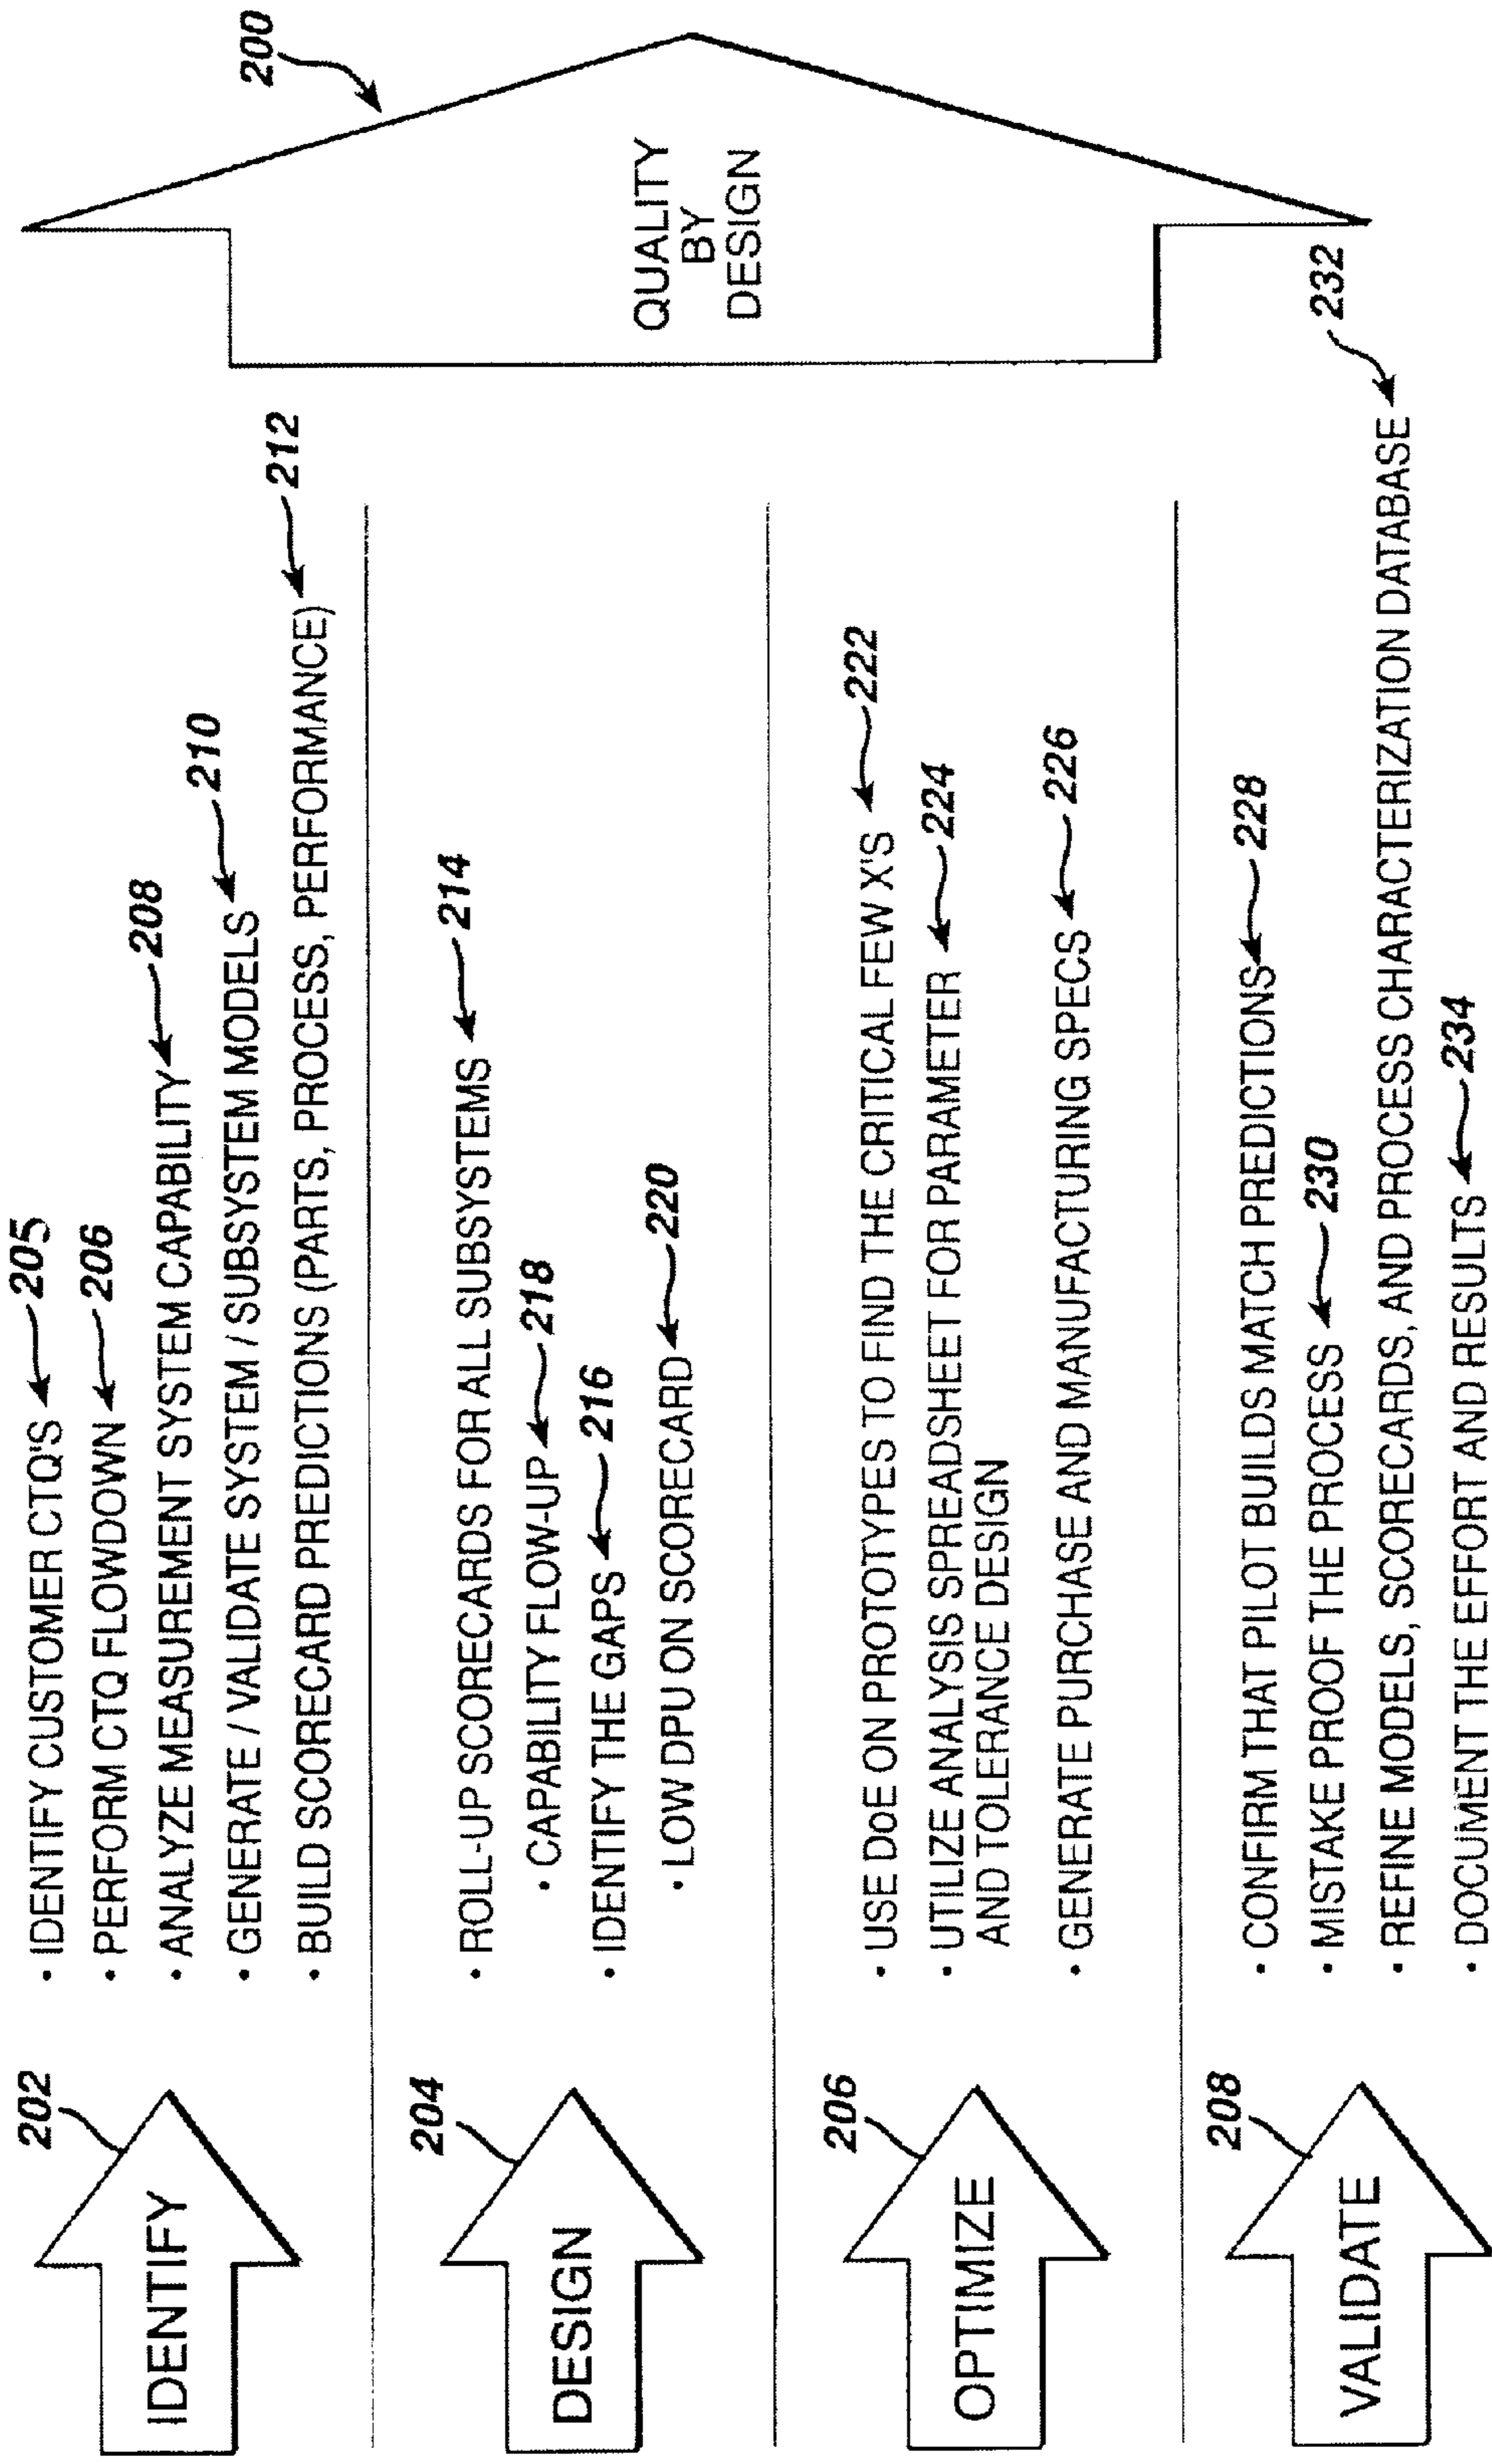 202
IDENTIFY
• IDENTIFY CUSTOMER CTQ'S 205
• PERFORM CTQ FLOWDOWN 206
• ANALYZE MEASUREMENT SYSTEM CAPABILITY 208
• GENERATE / VALIDATE SYSTEM / SUBSYSTEM MODELS 210
• BUILD SCORECARD PREDICTIONS (PARTS, PROCESS, PERFORMANCE) 212
204
DESIGN
• ROLL-UP SCORECARDS FOR ALL SUBSYSTEMS 214
• CAPABILITY FLOW-UP 218
• IDENTIFY THE GAPS 216
• LOW DPU ON SCORECARD 220
206
OPTIMIZE
• USE DoE ON PROTOTYPES TO FIND THE CRITICAL FEW X'S 222
• UTILIZE ANALYSIS SPREADSHEET FOR PARAMETER 224
AND TOLERANCE DESIGN
• GENERATE PURCHASE AND MANUFACTURING SPECS 226
208
VALIDATE
• CONFIRM THAT PILOT BUILDS MATCH PREDICTIONS 228
• MISTAKE PROOF THE PROCESS 230
• REFINE MODELS, SCORECARDS, AND PROCESS CHARACTERIZATION DATABASE 232
• DOCUMENT THE EFFORT AND RESULTS 234
200
QUALITY
BY
DESIGN